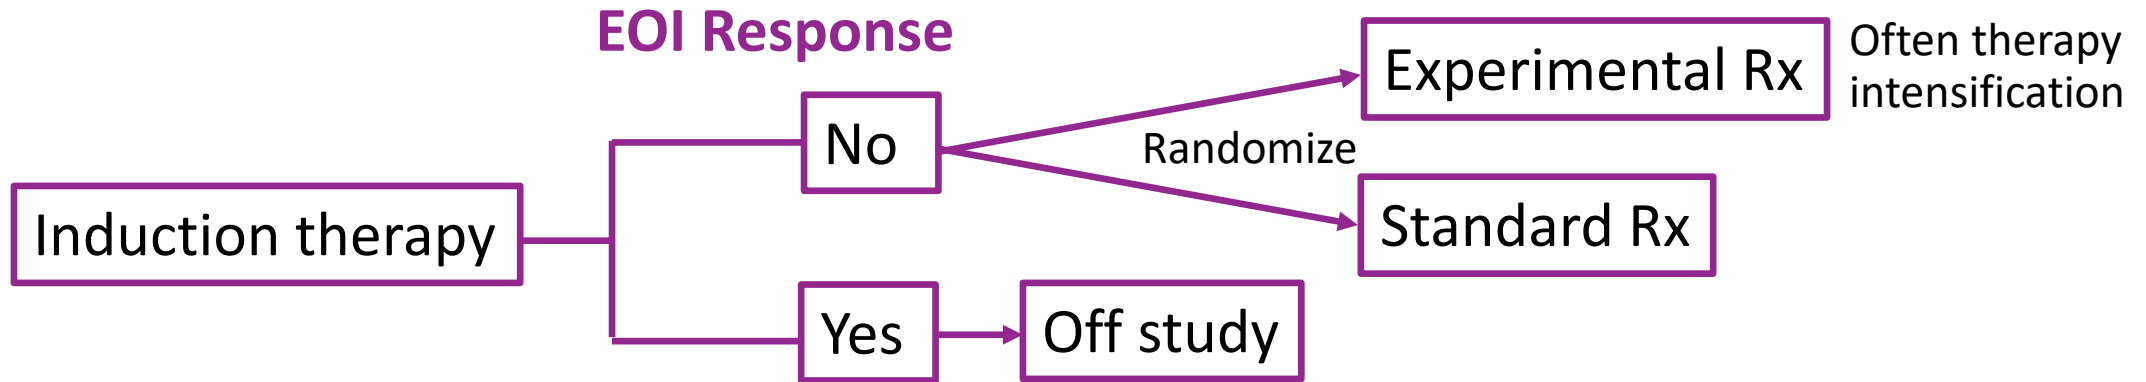 EOI Response
Experimental Rx
Often therapy
intensification
No
Randomize
Induction therapy
Standard Rx
Yes
Off study